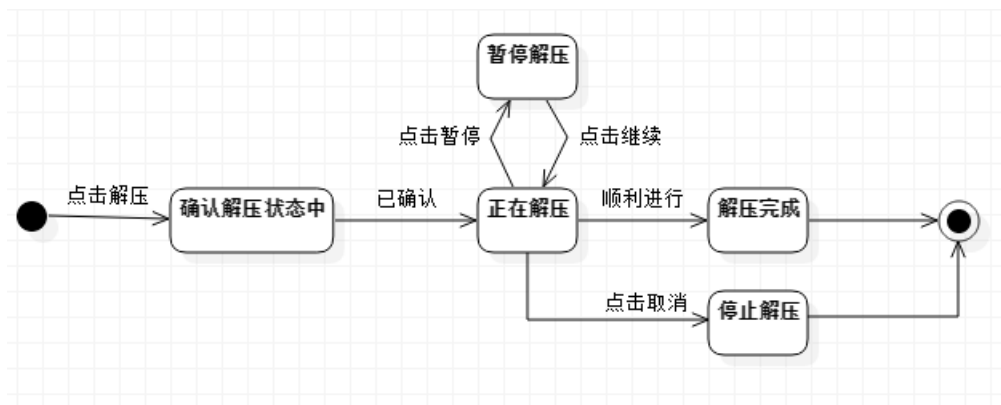 暂停解压
点击暂停
点击继续
点击解压
确认解压状态中
已确认
正在解压
顺利进行
解压完成
点击取消
停止解压